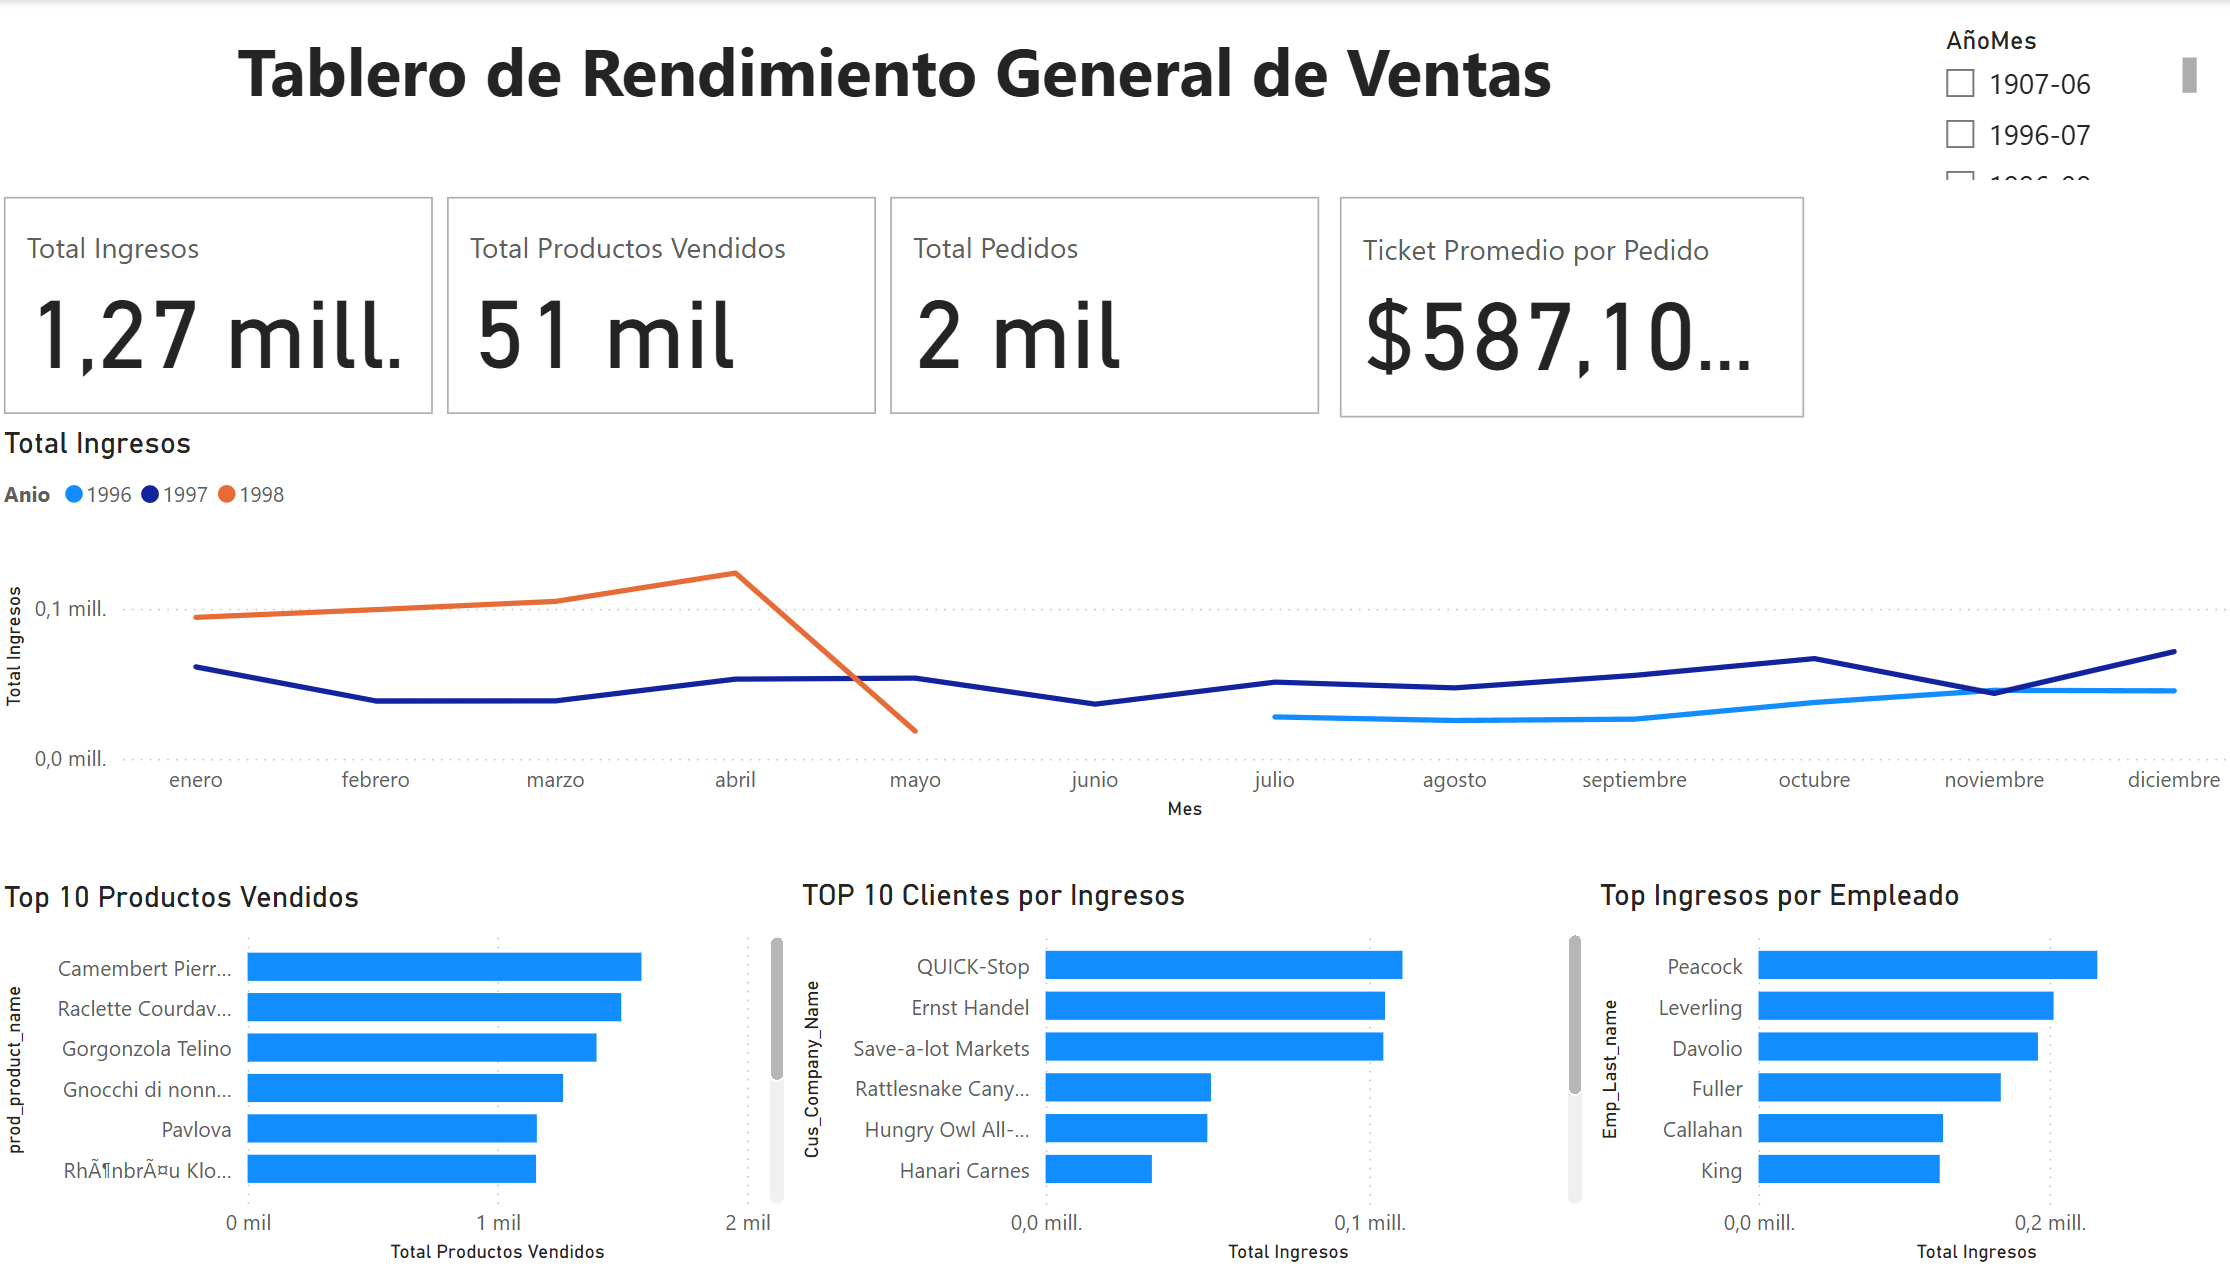 Tablero de Rendimiento General de Ventas
AñoMes
1907-06
1996-07
Total Ingresos
1,27 mill.
Total Productos Vendidos
51 mil
Total Pedidos
2 mil
Ticket Promedio por Pedido
$587,10...
Total Ingresos
Anio 1996 1997 1998
Total Ingresos
0,1 mill.
0,0 mill.
enero febrero marzo abril mayo junio julio agosto septiembre octubre noviembre diciembre
Mes
Top 10 Productos Vendidos
prod_product_name
Camembert Pierr...
Raclette Courdav...
Gorgonzola Telino
Gnocchi di nonn...
Pavlova
RhÃ¶nbrÃ¤u Klo...
0 mil 1 mil 2 mil
Total Productos Vendidos
TOP 10 Clientes por Ingresos
Cus_Company_Name
QUICK-Stop
Ernst Handel
Save-a-lot Markets
Rattlesnake Cany...
Hungry Owl All-...
Hanari Carnes
0,0 mill. 0,1 mill.
Total Ingresos
Top Ingresos por Empleado
Emp_Last_name
Peacock
Leverling
Davolio
Fuller
Callahan
King
0,0 mill. 0,2 mill.
Total Ingresos